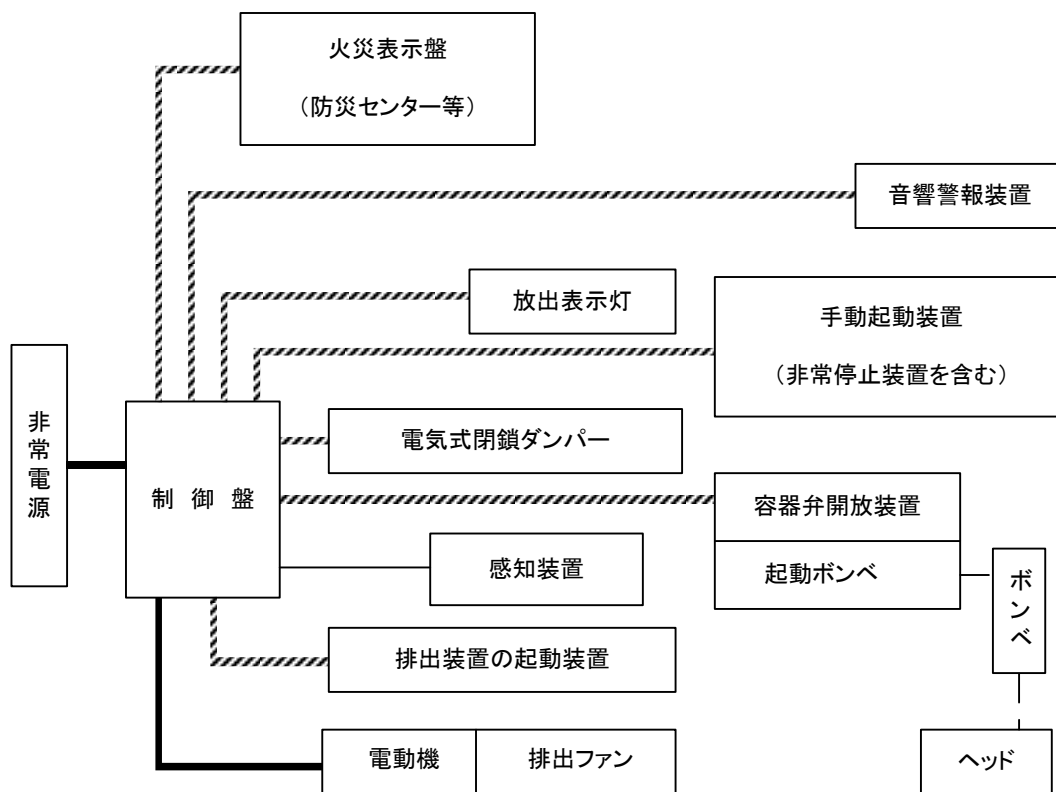 火災表示盤
（防災センター等）
音響警報装置
放出表示灯
手動起動装置
（非常停止装置を含む）
非常電源
制御盤
電気式閉鎖ダンパー
容器弁開放装置
起動ボンベ
感知装置
ボンベ
排出装置の起動装置
電動機
排出ファン
ヘッド